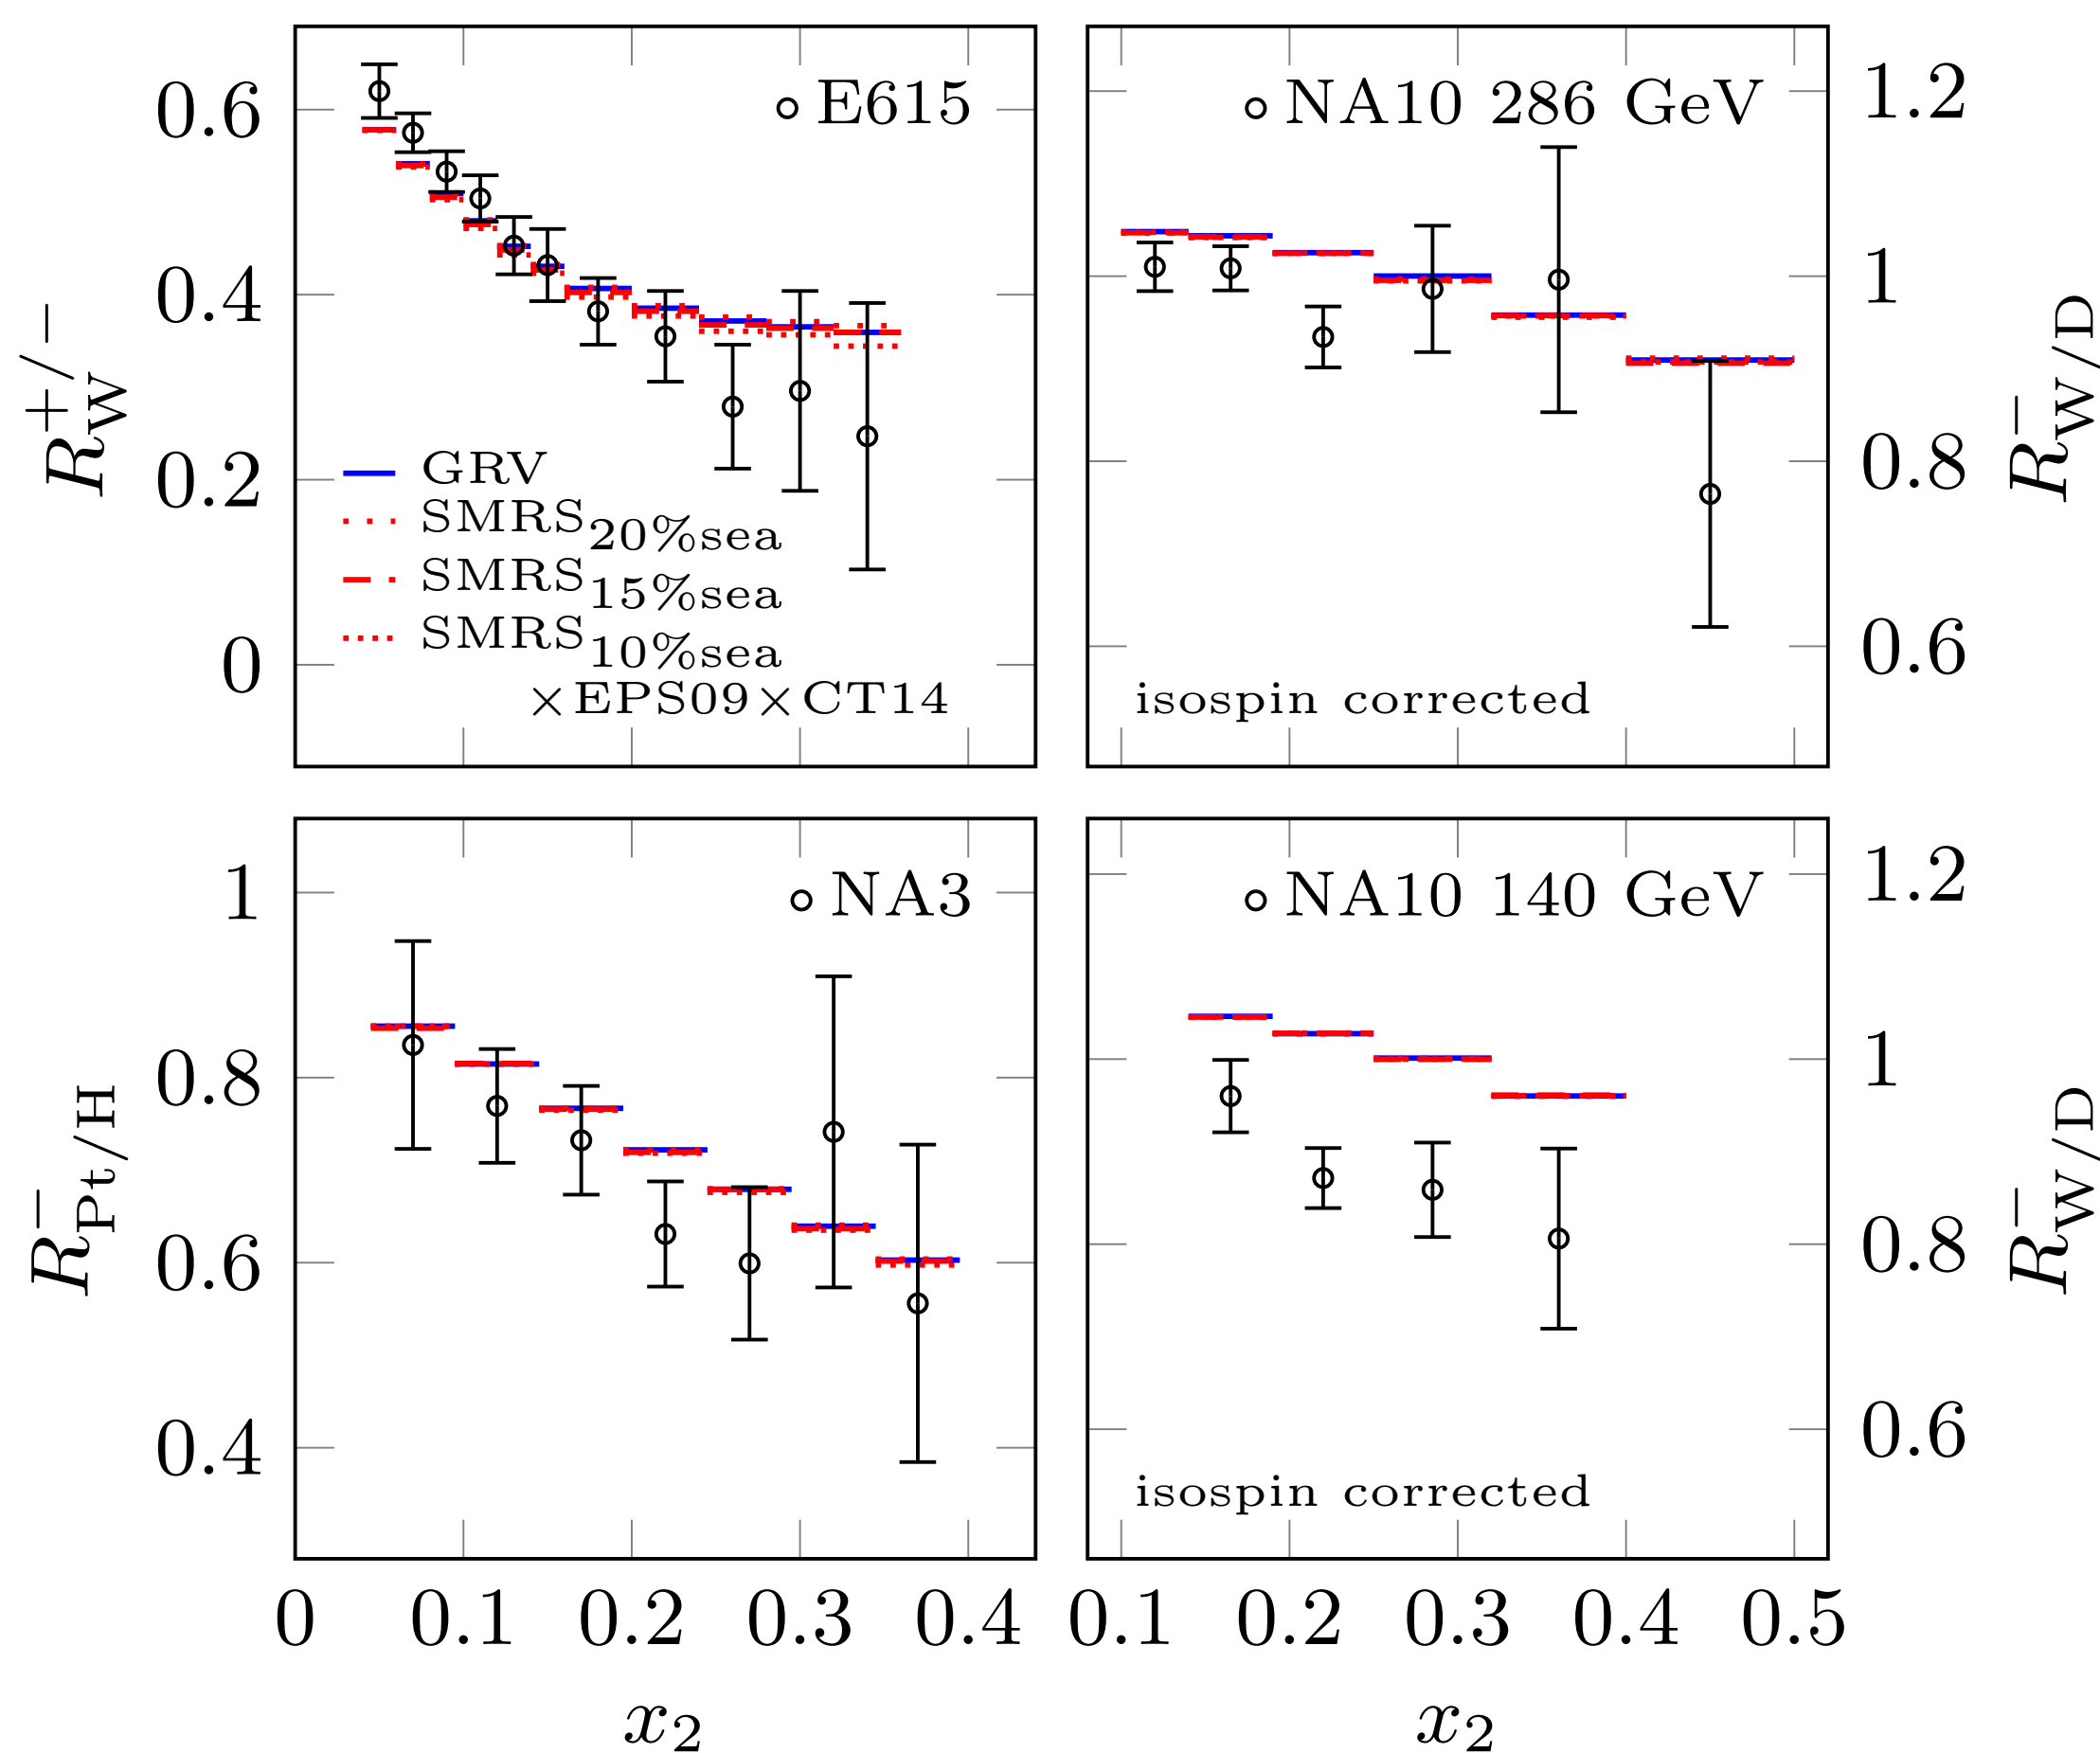 E615
0.6
0.4
0.2
0
R_W^{+/-}
GRV
SMRS_{20%sea}
SMRS_{15%sea}
SMRS_{10%sea}
×EPS09×CT14
NA10 286 GeV
1.2
1
0.8
0.6
R^-_{W/D}
isospin corrected
NA3
1
0.8
0.6
0.4
R^-_{Pt/H}
0 0.1 0.2 0.3 0.4
x_2
NA10 140 GeV
1.2
1
0.8
0.6
R^-_{W/D}
isospin corrected
0.1 0.2 0.3 0.4 0.5
x_2